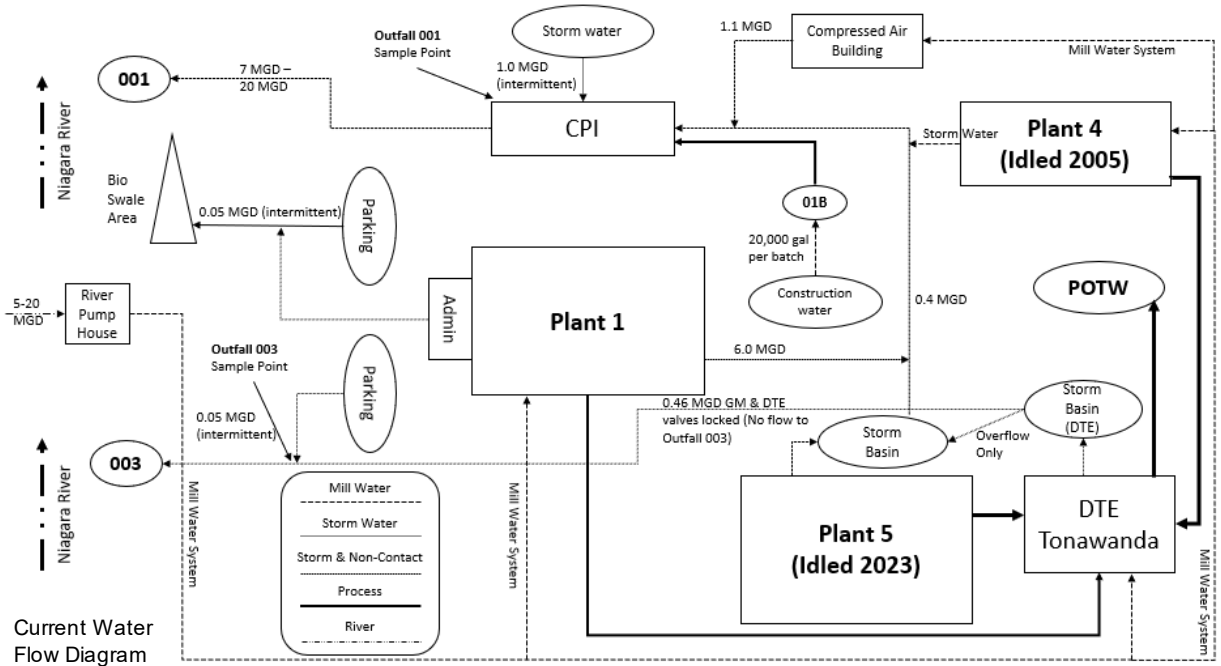 Storm water
1.1 MGD
Compressed Air
Building
Mill Water System
Outfall 001
Sample Point
1.0 MGD
(intermittent)
7 MGD –
20 MGD
001
CPI
Niagara River
Storm Water
Plant 4
(Idled 2005)
Bio
Swale
Area
0.05 MGD (intermittent)
Parking
01B
20,000 gal
per batch
Construction
water
0.4 MGD
POTW
5-20
MGD
River
Pump
House
Admin
Plant 1
6.0 MGD
Outfall 003
Sample Point
Parking
0.05 MGD
(intermittent)
0.46 MGD GM & DTE
valves locked (No flow to
Outfall 003)
Storm
Basin
(DTE)
Overflow
Only
Storm
Basin
003
Niagara River
Mill Water System
Mill Water
Storm Water
Storm & Non-Contact
Process
River
Mill Water System
Plant 5
(Idled 2023)
DTE
Tonawanda
Mill Water
System
Current Water
Flow Diagram